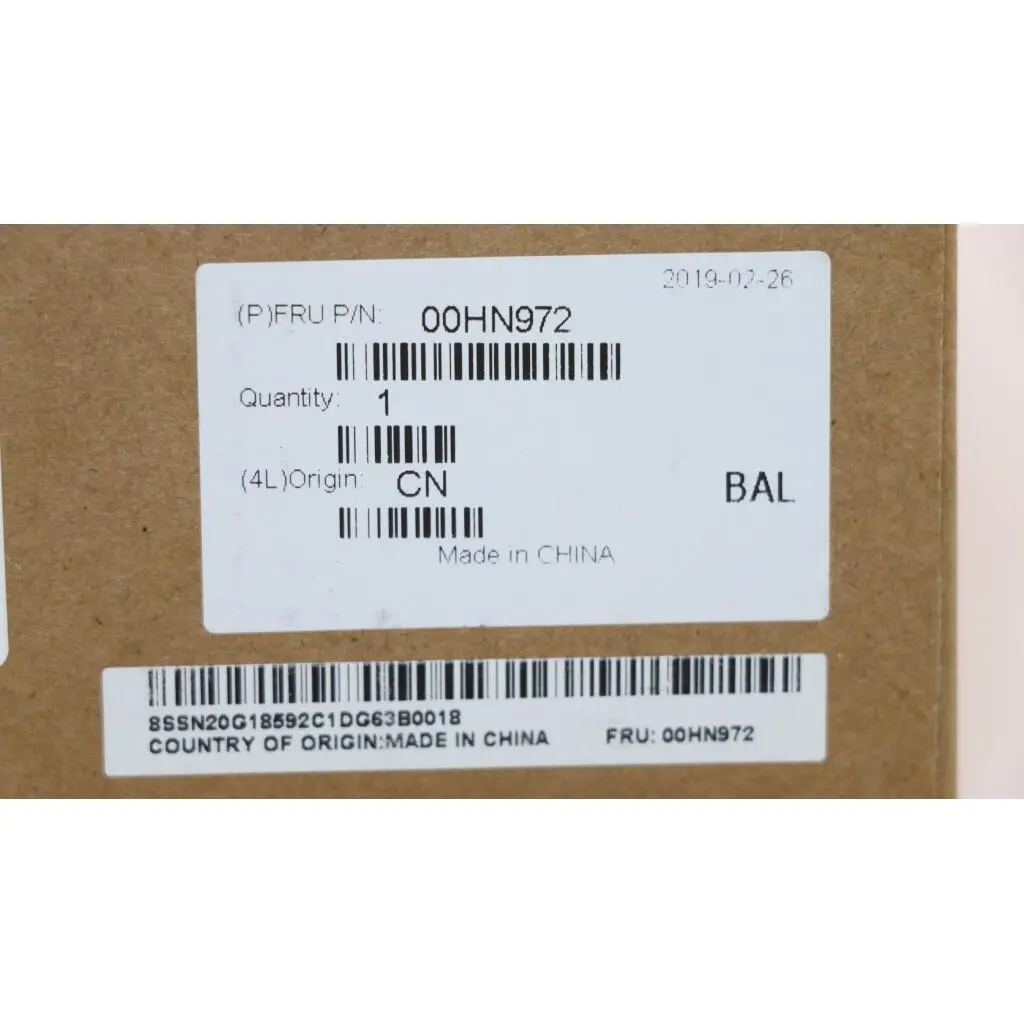 2019-02-26
(P)FRU P/N: 00HN972
Quantity: 1
(4L)Origin: CN
BAL
Made in CHINA
8SSN20G18592C1DG63B0018
COUNTRY OF ORIGIN:MADE IN CHINA FRU: 00HN972